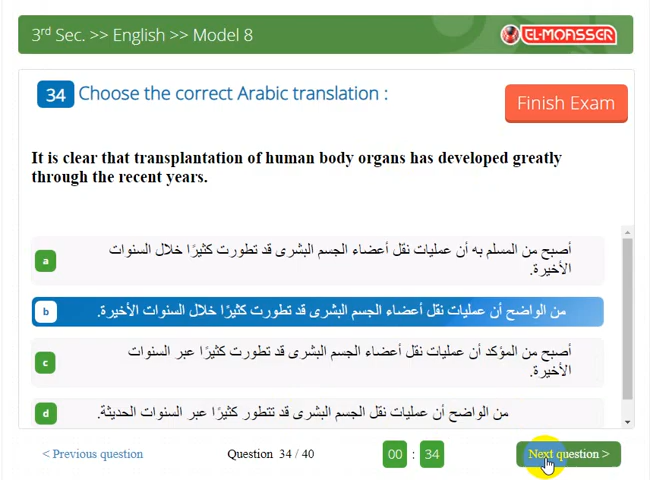 3rd Sec. >> English >> Model 8
EL-MOASSER
34 Choose the correct Arabic translation :
Finish Exam
It is clear that transplantation of human body organs has developed greatly
through the recent years.
أصبح من المسلم به أن عمليات نقل أعضاء الجسم البشرى قد تطورت كثيرًا خلال السنوات
الأخيرة.
a
من الواضح أن عمليات نقل أعضاء الجسم البشرى قد تطورت كثيرًا خلال السنوات الأخيرة.
b
أصبح من المؤكد أن عمليات نقل أعضاء الجسم البشرى قد تطورت كثيرًا عبر السنوات
الأخيرة.
c
من الواضح أن عمليات نقل الجسم البشرى قد تتطور كثيرًا عبر السنوات الحديثة.
d
< Previous question
Question 34 / 40
00 : 34
Next question >